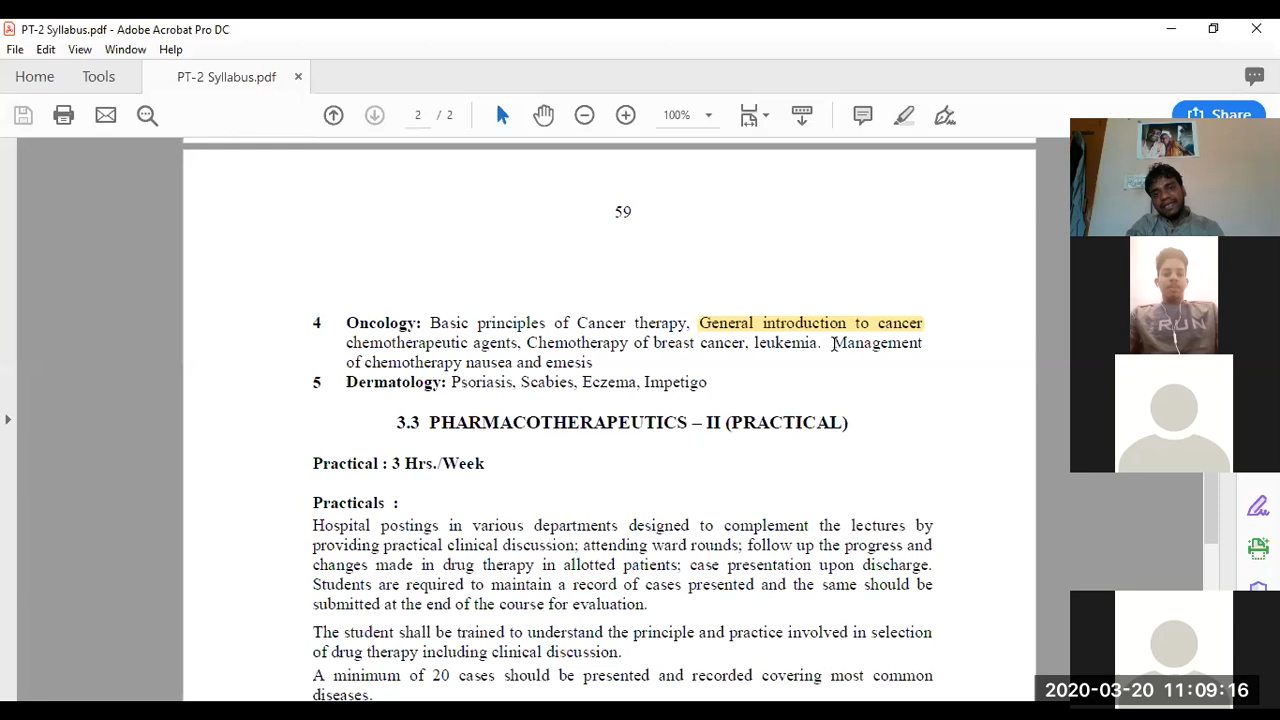 PT-2 Syllabus.pdf - Adobe Acrobat Pro DC
File Edit View Window Help
Home Tools PT-2 Syllabus.pdf ×
2 / 2 100% Share
59
4 Oncology: Basic principles of Cancer therapy, General introduction to cancer
chemotherapeutic agents, Chemotherapy of breast cancer, leukemia. Management
of chemotherapy nausea and emesis
5 Dermatology: Psoriasis, Scabies, Eczema, Impetigo
3.3 PHARMACOTHERAPEUTICS – II (PRACTICAL)
Practical : 3 Hrs./Week
Practicals :
Hospital postings in various departments designed to complement the lectures by
providing practical clinical discussion; attending ward rounds; follow up the progress and
changes made in drug therapy in allotted patients; case presentation upon discharge.
Students are required to maintain a record of cases presented and the same should be
submitted at the end of the course for evaluation.
The student shall be trained to understand the principle and practice involved in selection
of drug therapy including clinical discussion.
A minimum of 20 cases should be presented and recorded covering most common
diseases.
2020-03-20 11:09:16